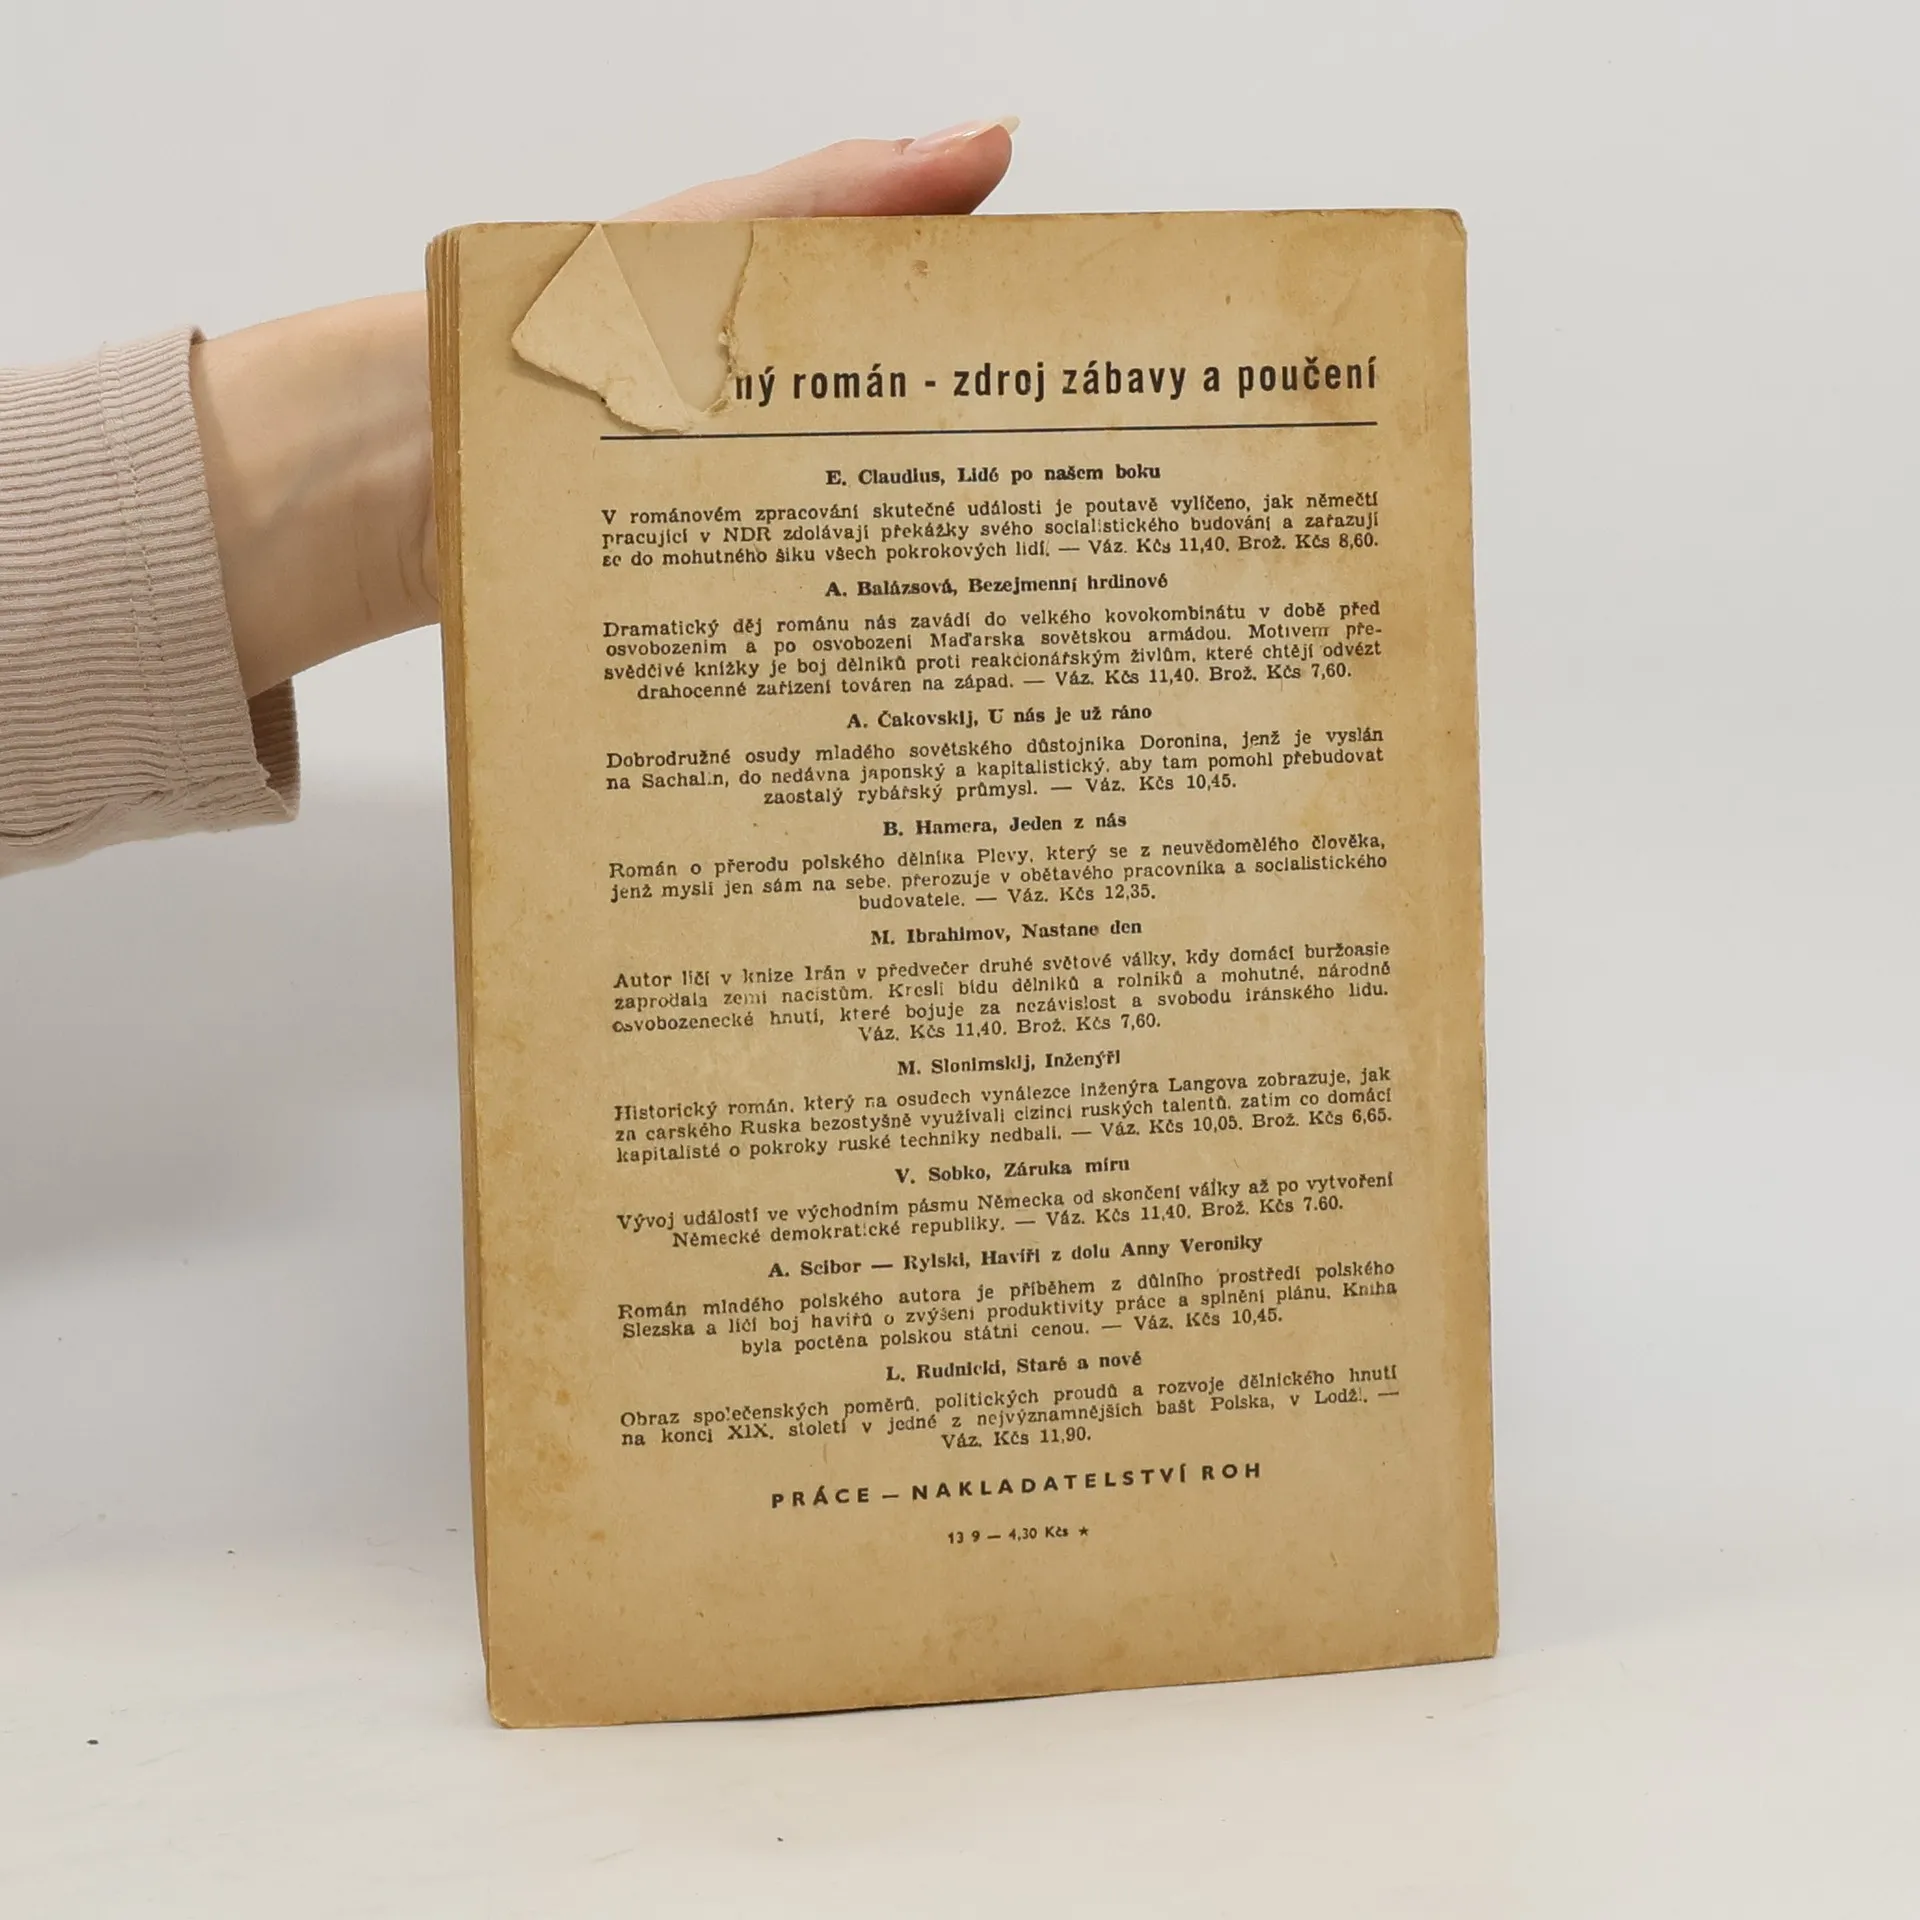 ný román - zdroj zábavy a poučení
E. Claudius, Lidé po našem boku
V románovém zpracování skutečné události je poutavě vylíčeno, jak němečtí
pracující v NDR zdolávají překážky svého socialistického budování a zařazují
se do mohutného šiku všech pokrokových lidí. — Váz. Kčs 11,40. Brož. Kčs 8,60.
A. Balázsová, Bezejmenní hrdinové
Dramatický děj románu nás zavádí do velkého kovokombinátu v době před
osvobozením a po osvobození Maďarska sovětskou armádou. Motivem pře-
svědčivé knížky je boj dělníků proti reakcionářským živlům, které chtějí odvézt
drahocenné zařízení továren na západ. — Váz. Kčs 11,40. Brož. Kčs 7,60.
A. Čakovskij, U nás je už ráno
Dobrodružné osudy mladého sovětského důstojníka Doronina, jenž je vyslán
na Sachalin, do nedávna japonský a kapitalistický, aby tam pomohl přebudovat
zaostalý rybářský průmysl. — Váz. Kčs 10,45.
B. Hamera, Jeden z nás
Román o přerodu polského dělníka Plevy, který se z neuvědomělého člověka,
jenž myslí jen sám na sebe, přerozuje v obětavého pracovníka a socialistického
budovatele. — Váz. Kčs 12,35.
M. Ibrahimov, Nastane den
Autor líčí v knize Irán v předvečer druhé světové války, kdy domácí buržoasie
zaprodala zemi nacistům. Kreslí bídu dělníků a rolníků a mohutné, národně
osvobozenecké hnutí, které bojuje za nezávislost a svobodu iránského lidu.
Váz. Kčs 11,40. Brož. Kčs 7,60.
M. Slonimskij, Inženýři
Historický román, který na osudech vynálezce inženýra Langova zobrazuje, jak
za carského Ruska bezostyšně využívali cizinci ruských talentů, zatím co domácí
kapitalisté o pokroky ruské techniky nedbali. — Váz. Kčs 10,05. Brož. Kčs 6,65.
V. Sobko, Záruka míru
Vývoj událostí ve východním pásmu Německa od skončení války až po vytvoření
Německé demokratické republiky. — Váz. Kčs 11,40. Brož. Kčs 7.60.
A. Scibor — Rylski, Havíři z dolu Anny Veroniky
Román mladého polského autora je příběhem z důlního prostředí polského
Slezska a líčí boj havířů o zvýšení produktivity práce a splnění plánu. Kniha
byla poctěna polskou státní cenou. — Váz. Kčs 10,45.
L. Rudnicki, Staré a nové
Obraz společenských poměrů, politických proudů a rozvoje dělnického hnutí
na konci XIX. století v jedné z nejvýznamnějších bašt Polska, v Lodži. —
Váz. Kčs 11,90.
PRÁCE — NAKLADATELSTVÍ ROH
13 9 — 4,30 Kčs ★